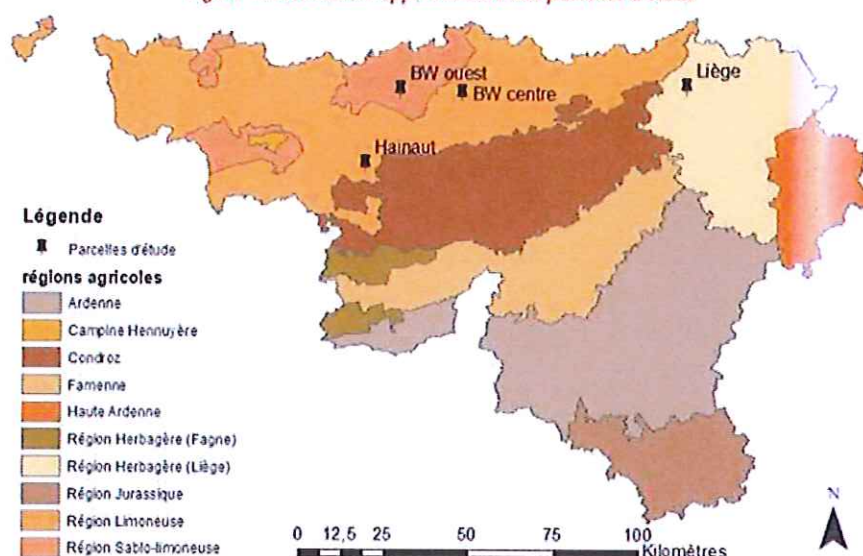 BW ouest
BW centre
Liège
Hainaut
Légende
Parcelles d'étude
régions agricoles
Ardenne
Campine Hennuyère
Condroz
Famenne
Haute Ardenne
Région Herbagère (Fagne)
Région Herbagère (Liège)
Région Jurassique
Région Limoneuse
Région Sablo-limoneuse
0 12,5 25 50 75 100
Kilomètres
N